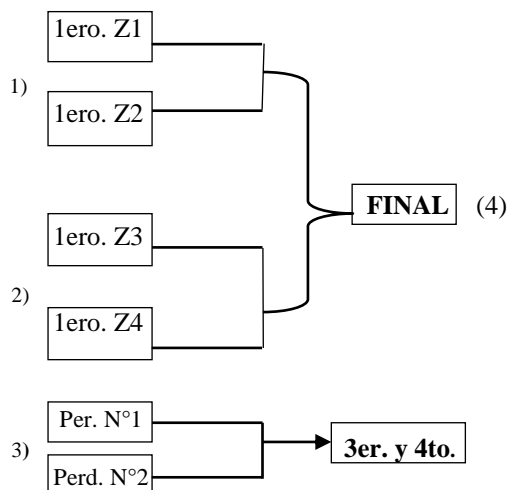 1ero. Z1
1)
1ero. Z2
FINAL (4)
1ero. Z3
2)
1ero. Z4
Per. N°1
3) 3er. y 4to.
Perd. N°2